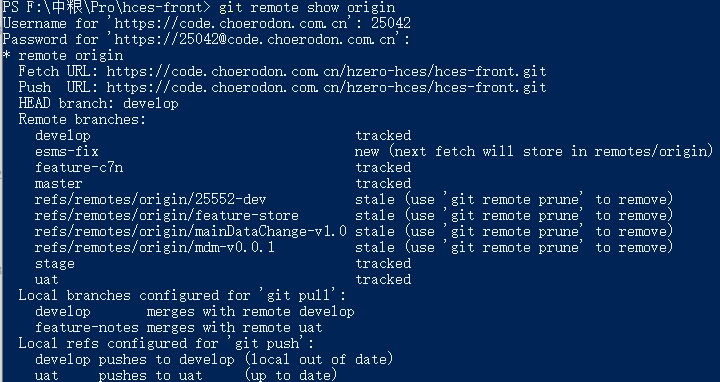 PS F:\中粮\Pro\hces-front> git remote show origin
Username for 'https://code.choerodon.com.cn': 25042
Password for 'https://25042@code.choerodon.com.cn':
* remote origin
  Fetch URL: https://code.choerodon.com.cn/hzero-hces/hces-front.git
  Push  URL: https://code.choerodon.com.cn/hzero-hces/hces-front.git
  HEAD branch: develop
  Remote branches:
    develop                                tracked
    esms-fix                               new (next fetch will store in remotes/origin)
    feature-c7n                            tracked
    master                                 tracked
    refs/remotes/origin/25552-dev          stale (use 'git remote prune' to remove)
    refs/remotes/origin/feature-store      stale (use 'git remote prune' to remove)
    refs/remotes/origin/mainDataChange-v1.0 stale (use 'git remote prune' to remove)
    refs/remotes/origin/mdm-v0.0.1         stale (use 'git remote prune' to remove)
    stage                                  tracked
    uat                                    tracked
  Local branches configured for 'git pull':
    develop       merges with remote develop
    feature-notes merges with remote uat
  Local refs configured for 'git push':
    develop pushes to develop (local out of date)
    uat     pushes to uat     (up to date)